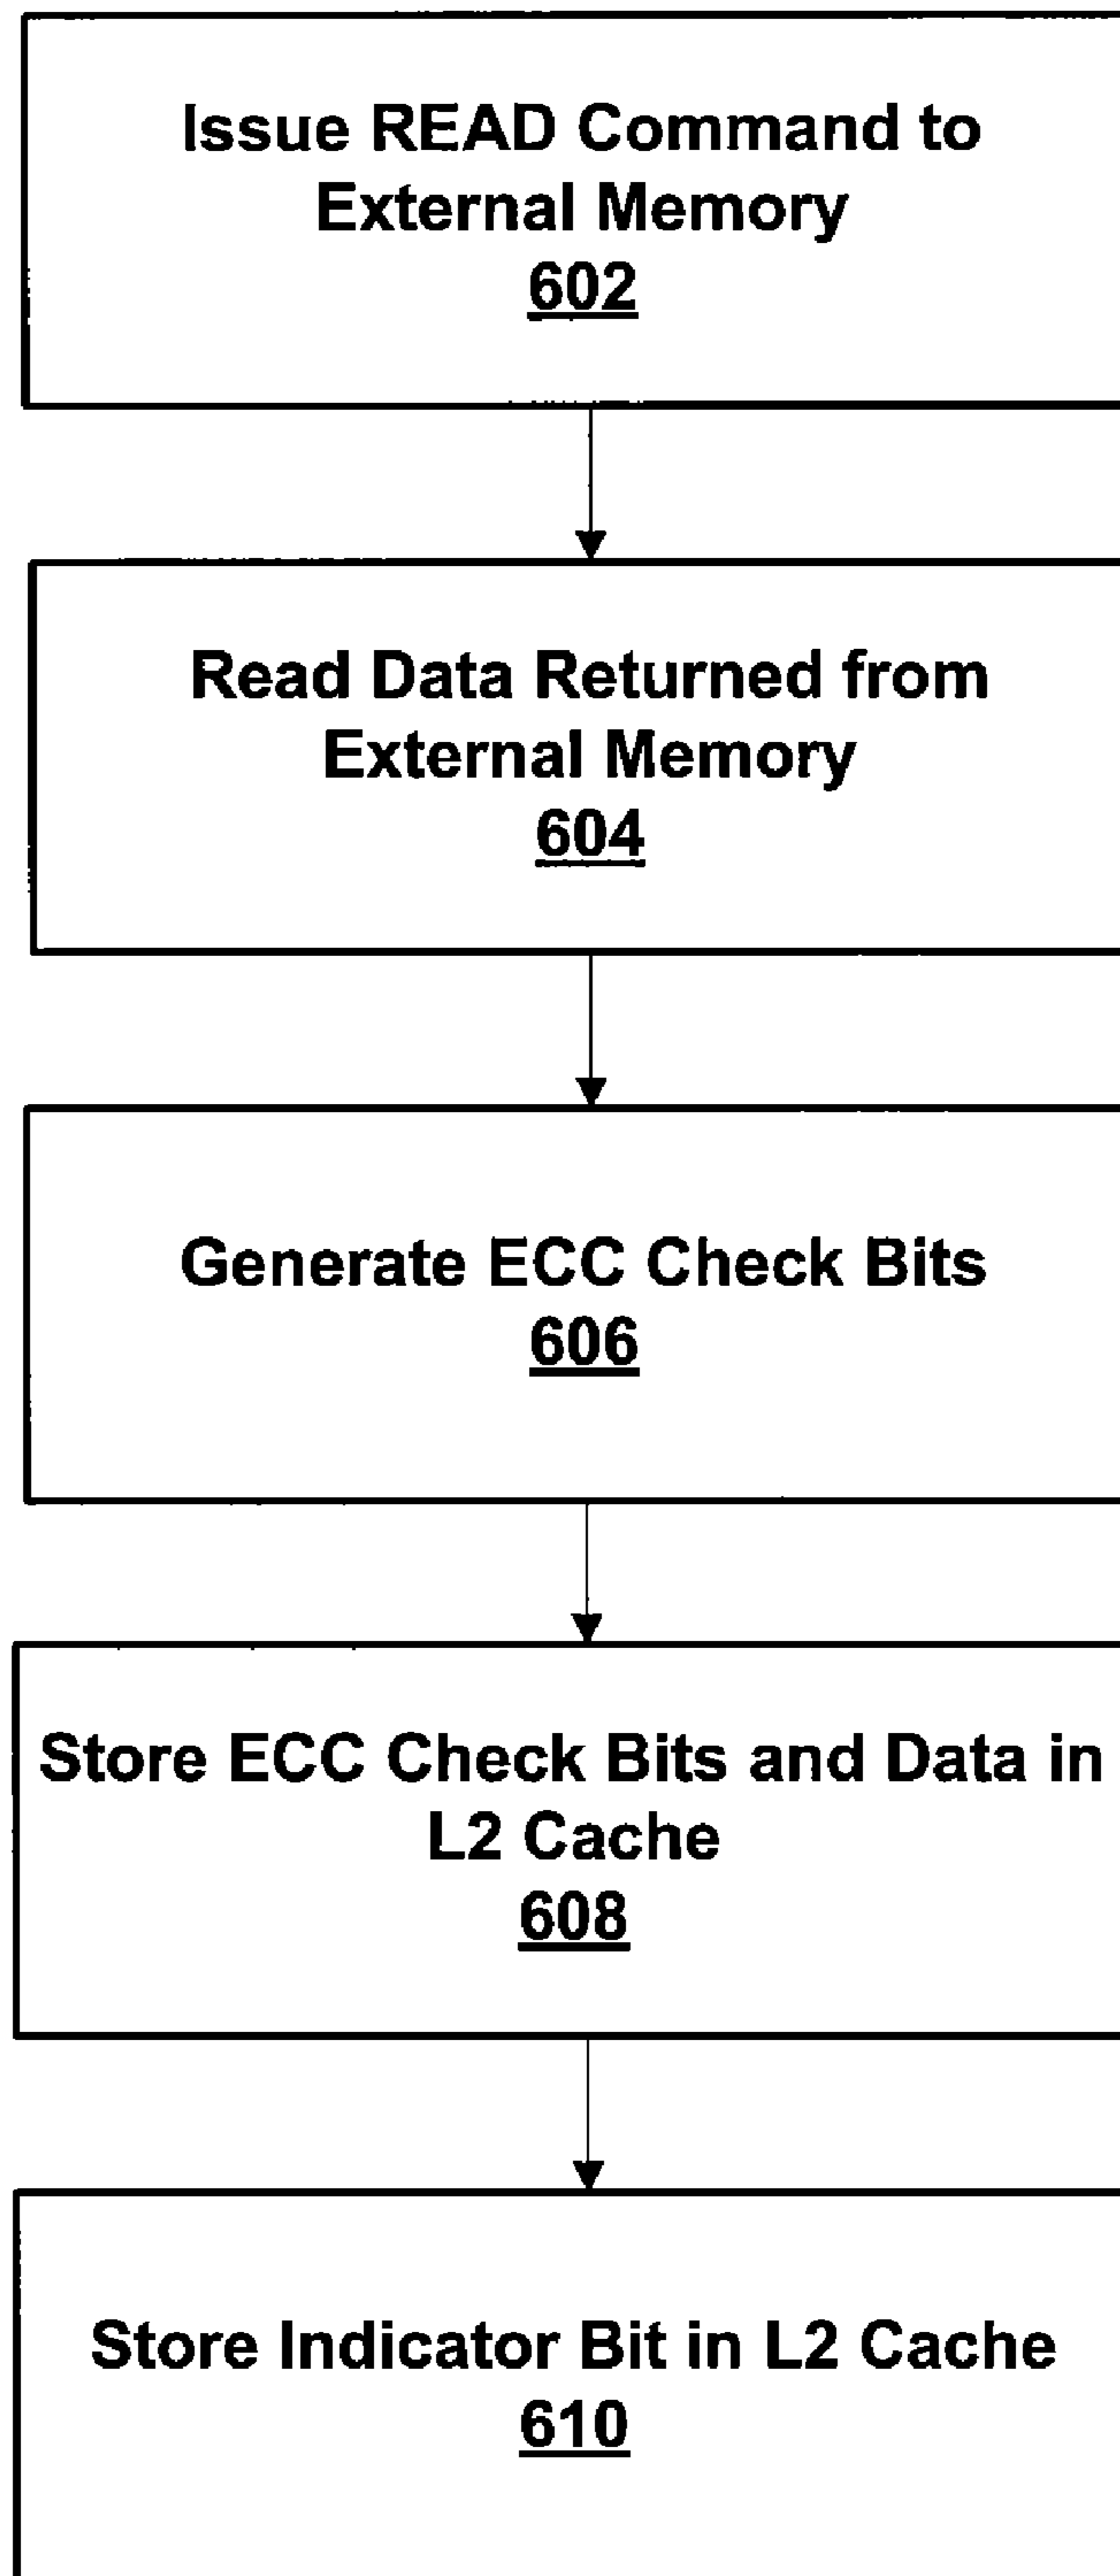 Issue READ Command to
External Memory
602
Read Data Returned from
External Memory
604
Generate ECC Check Bits
606
Store ECC Check Bits and Data in
L2 Cache
608
Store Indicator Bit in L2 Cache
610